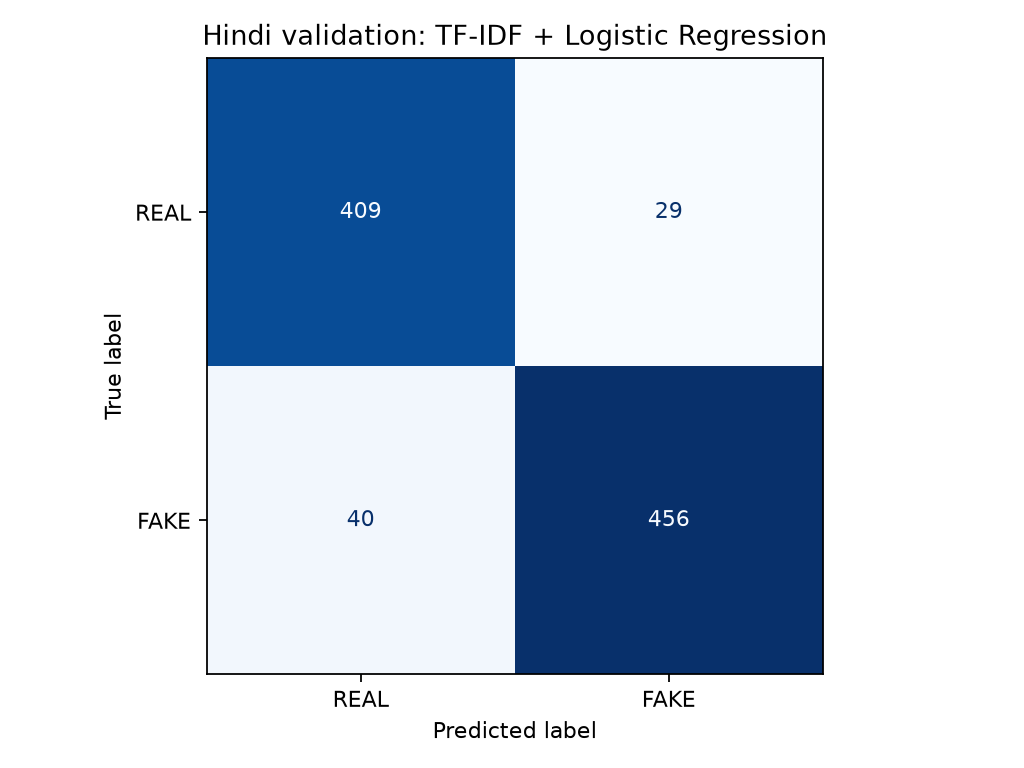 Hindi validation: TF-IDF + Logistic Regression
REAL
409
29
True label
FAKE
40
456
REAL
FAKE
Predicted label